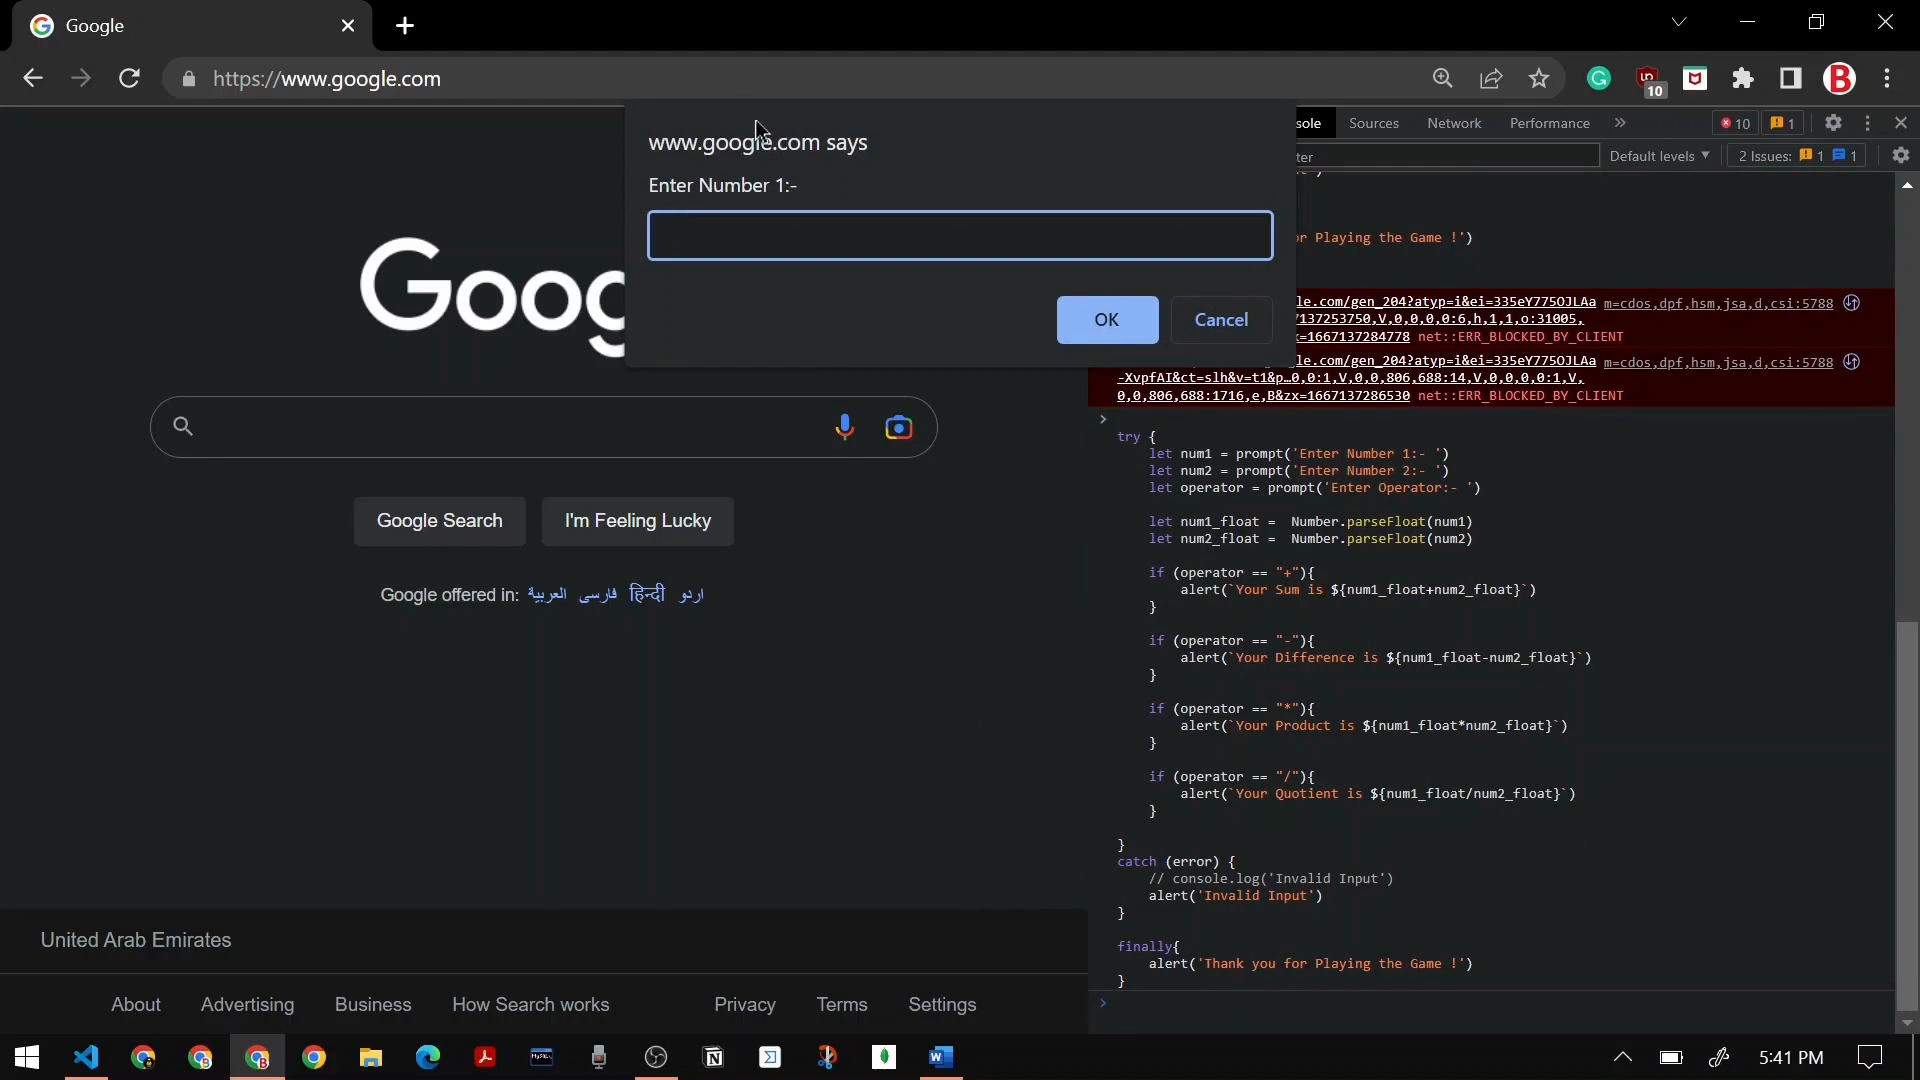 Google
https://www.google.com
10
www.google.com says
Enter Number 1:-
OK
Cancel
Goog
Google Search
I'm Feeling Lucky
Google offered in: العربية فارسی हिन्दी اردو
United Arab Emirates
About
Advertising
Business
How Search works
Privacy
Terms
Settings
sole
Sources
Network
Performance
10
1
ter
Default levels
2 Issues: 1 1
or Playing the Game !')
le.com/gen_204?atyp=i&ei=335eY775OJLAa m=cdos,dpf,hsm,jsa,d,csi:5788
7137253750,V,0,0,0,0:6,h,1,1,o:31005,
x=1667137284778 net::ERR_BLOCKED_BY_CLIENT
le.com/gen_204?atyp=i&ei=335eY775OJLAa m=cdos,dpf,hsm,jsa,d,csi:5788
-XvpfAI&ct=slh&v=t1&p…0,0:1,V,0,0,806,688:14,V,0,0,0,0:1,V,
0,0,806,688:1716,e,B&zx=1667137286530 net::ERR_BLOCKED_BY_CLIENT
try {
let num1 = prompt('Enter Number 1:- ')
let num2 = prompt('Enter Number 2:- ')
let operator = prompt('Enter Operator:- ')
let num1_float =  Number.parseFloat(num1)
let num2_float =  Number.parseFloat(num2)
if (operator == "+"){
alert(`Your Sum is ${num1_float+num2_float}`)
}
if (operator == "-"){
alert(`Your Difference is ${num1_float-num2_float}`)
}
if (operator == "*"){
alert(`Your Product is ${num1_float*num2_float}`)
}
if (operator == "/"){
alert(`Your Quotient is ${num1_float/num2_float}`)
}
}
catch (error) {
// console.log('Invalid Input')
alert('Invalid Input')
}
finally{
alert('Thank you for Playing the Game !')
}
5:41 PM